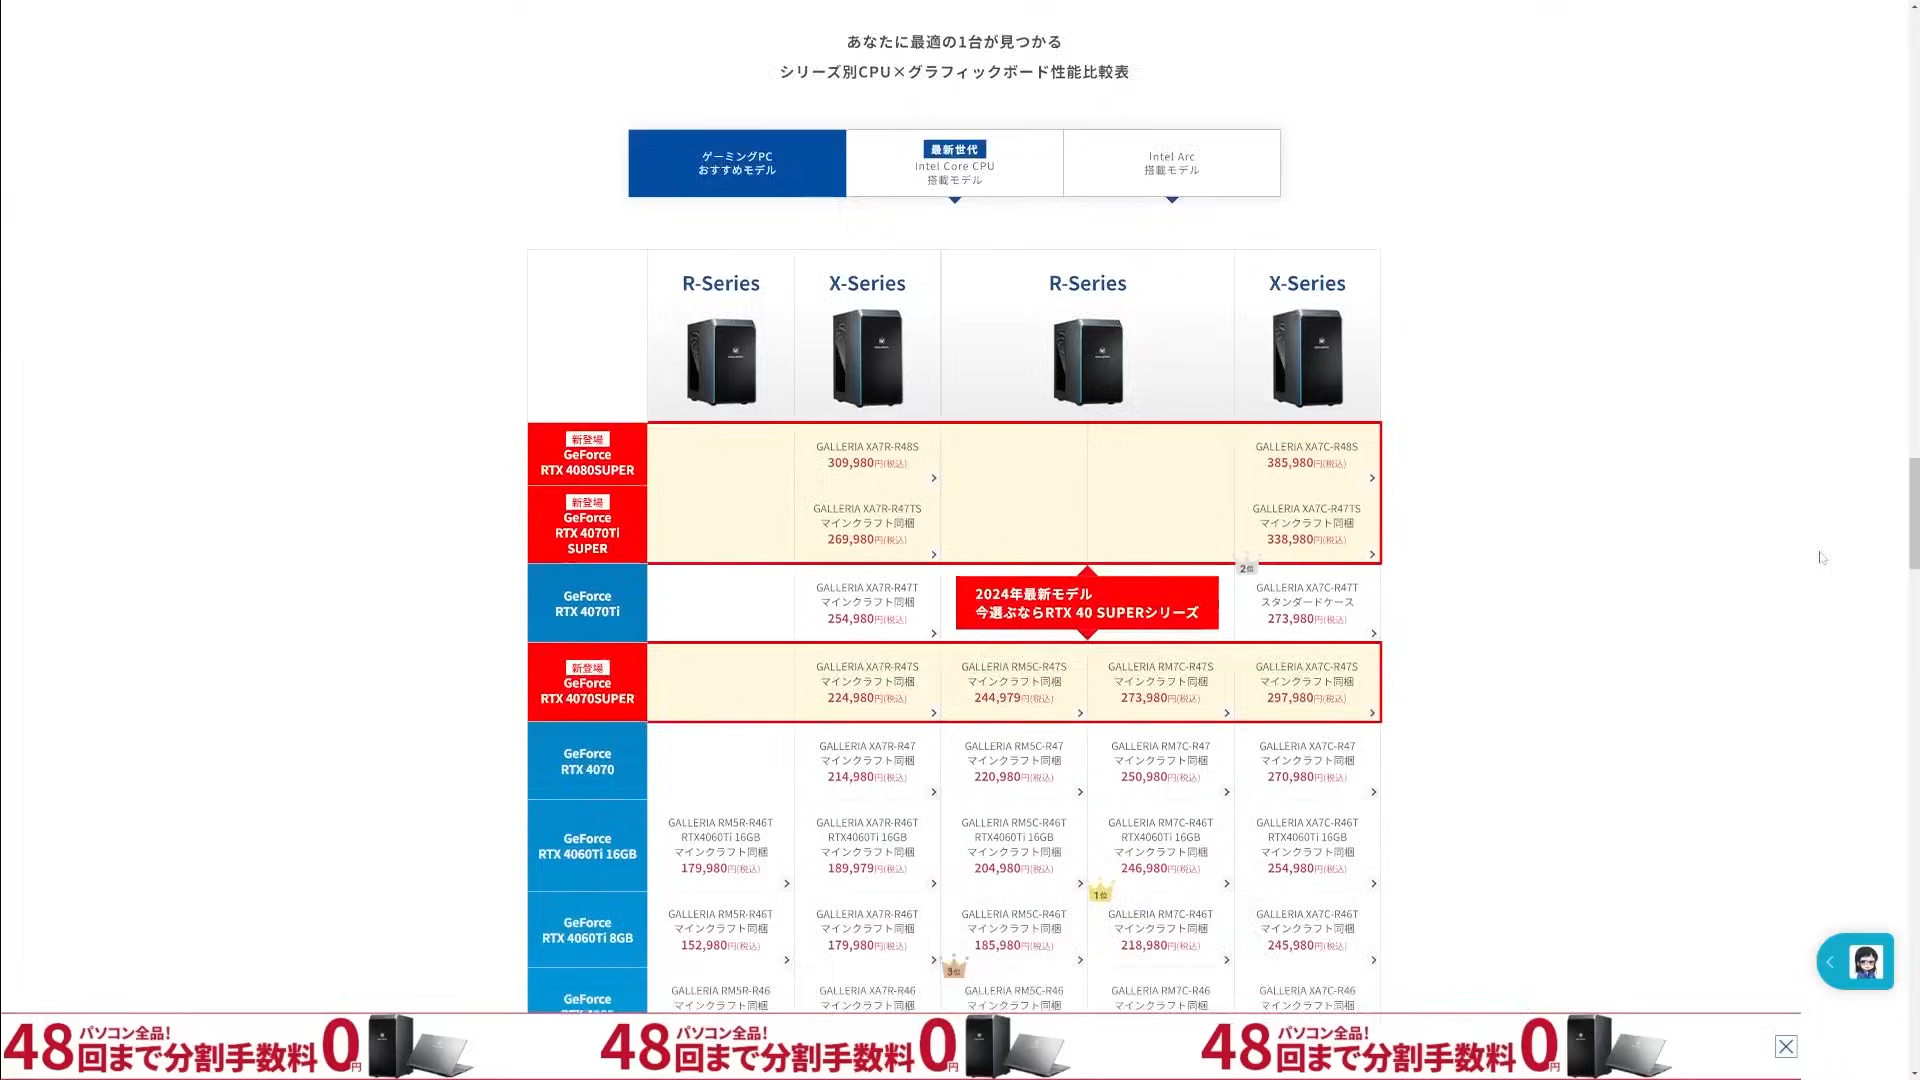 あなたに最適の1台が見つかる
シリーズ別CPU×グラフィックボード性能比較表
ゲーミングPC
おすすめモデル
最新世代
Intel Core CPU
搭載モデル
Intel Arc
搭載モデル
R-Series
X-Series
R-Series
X-Series
新登場
GeForce
RTX 4080SUPER
GALLERIA XA7R-R48S
309,980円(税込)
GALLERIA XA7C-R48S
385,980円(税込)
新登場
GeForce
RTX 4070Ti
SUPER
GALLERIA XA7R-R47TS
マインクラフト同梱
269,980円(税込)
GALLERIA XA7C-R47TS
マインクラフト同梱
338,980円(税込)
2位
GeForce
RTX 4070Ti
GALLERIA XA7R-R47T
マインクラフト同梱
254,980円(税込)
2024年最新モデル
今選ぶならRTX 40 SUPERシリーズ
GALLERIA XA7C-R47T
スタンダードケース
273,980円(税込)
新登場
GeForce
RTX 4070SUPER
GALLERIA XA7R-R47S
マインクラフト同梱
224,980円(税込)
GALLERIA RM5C-R47S
マインクラフト同梱
244,979円(税込)
GALLERIA RM7C-R47S
マインクラフト同梱
273,980円(税込)
GALLERIA XA7C-R47S
マインクラフト同梱
297,980円(税込)
GeForce
RTX 4070
GALLERIA XA7R-R47
マインクラフト同梱
214,980円(税込)
GALLERIA RM5C-R47
マインクラフト同梱
220,980円(税込)
GALLERIA RM7C-R47
マインクラフト同梱
250,980円(税込)
GALLERIA XA7C-R47
マインクラフト同梱
270,980円(税込)
GeForce
RTX 4060Ti 16GB
GALLERIA RM5R-R46T
RTX4060Ti 16GB
マインクラフト同梱
179,980円(税込)
GALLERIA XA7R-R46T
RTX4060Ti 16GB
マインクラフト同梱
189,979円(税込)
GALLERIA RM5C-R46T
RTX4060Ti 16GB
マインクラフト同梱
204,980円(税込)
GALLERIA RM7C-R46T
RTX4060Ti 16GB
マインクラフト同梱
246,980円(税込)
GALLERIA XA7C-R46T
RTX4060Ti 16GB
マインクラフト同梱
254,980円(税込)
1位
GeForce
RTX 4060Ti 8GB
GALLERIA RM5R-R46T
マインクラフト同梱
152,980円(税込)
GALLERIA XA7R-R46T
マインクラフト同梱
179,980円(税込)
GALLERIA RM5C-R46T
マインクラフト同梱
185,980円(税込)
GALLERIA RM7C-R46T
マインクラフト同梱
218,980円(税込)
GALLERIA XA7C-R46T
マインクラフト同梱
245,980円(税込)
3位
GeForce
GALLERIA RM5R-R46
マインクラフト同梱
GALLERIA XA7R-R46
マインクラフト同梱
GALLERIA RM5C-R46
マインクラフト同梱
GALLERIA RM7C-R46
マインクラフト同梱
GALLERIA XA7C-R46
マインクラフト同梱
パソコン全品!
48回まで分割手数料0円
パソコン全品!
48回まで分割手数料0円
パソコン全品!
48回まで分割手数料0円